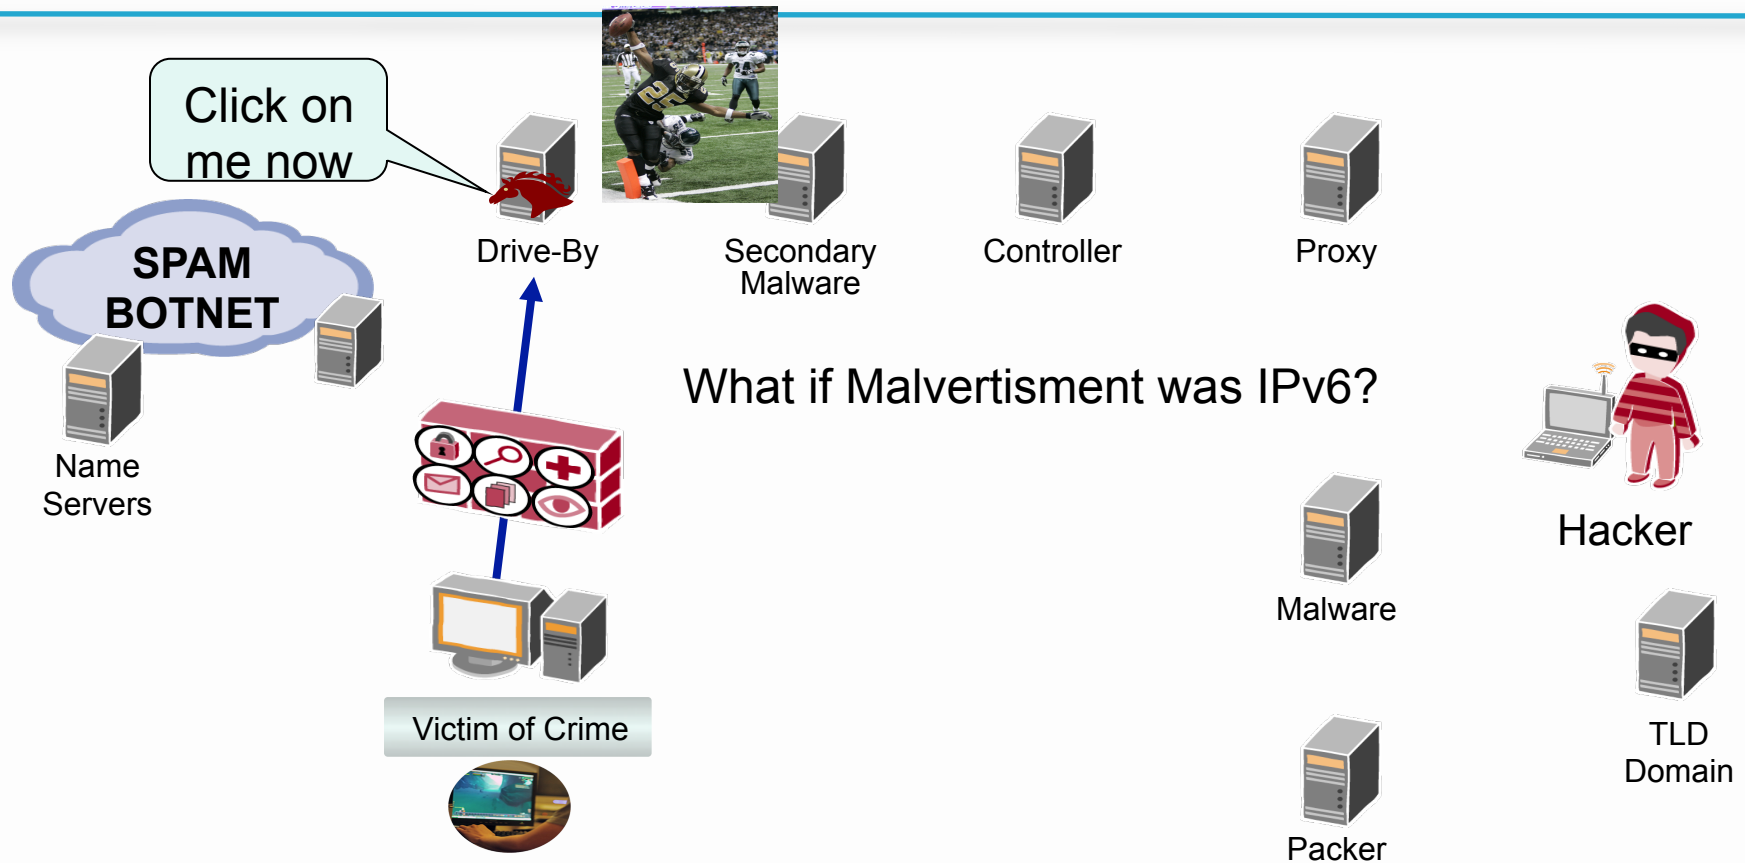 Click on
me now
SPAM
BOTNET
Name
Servers
Drive-By
Secondary
Malware
Controller
Proxy
What if Malvertisment was IPv6?
Hacker
Malware
TLD
Domain
Packer
Victim of Crime
25